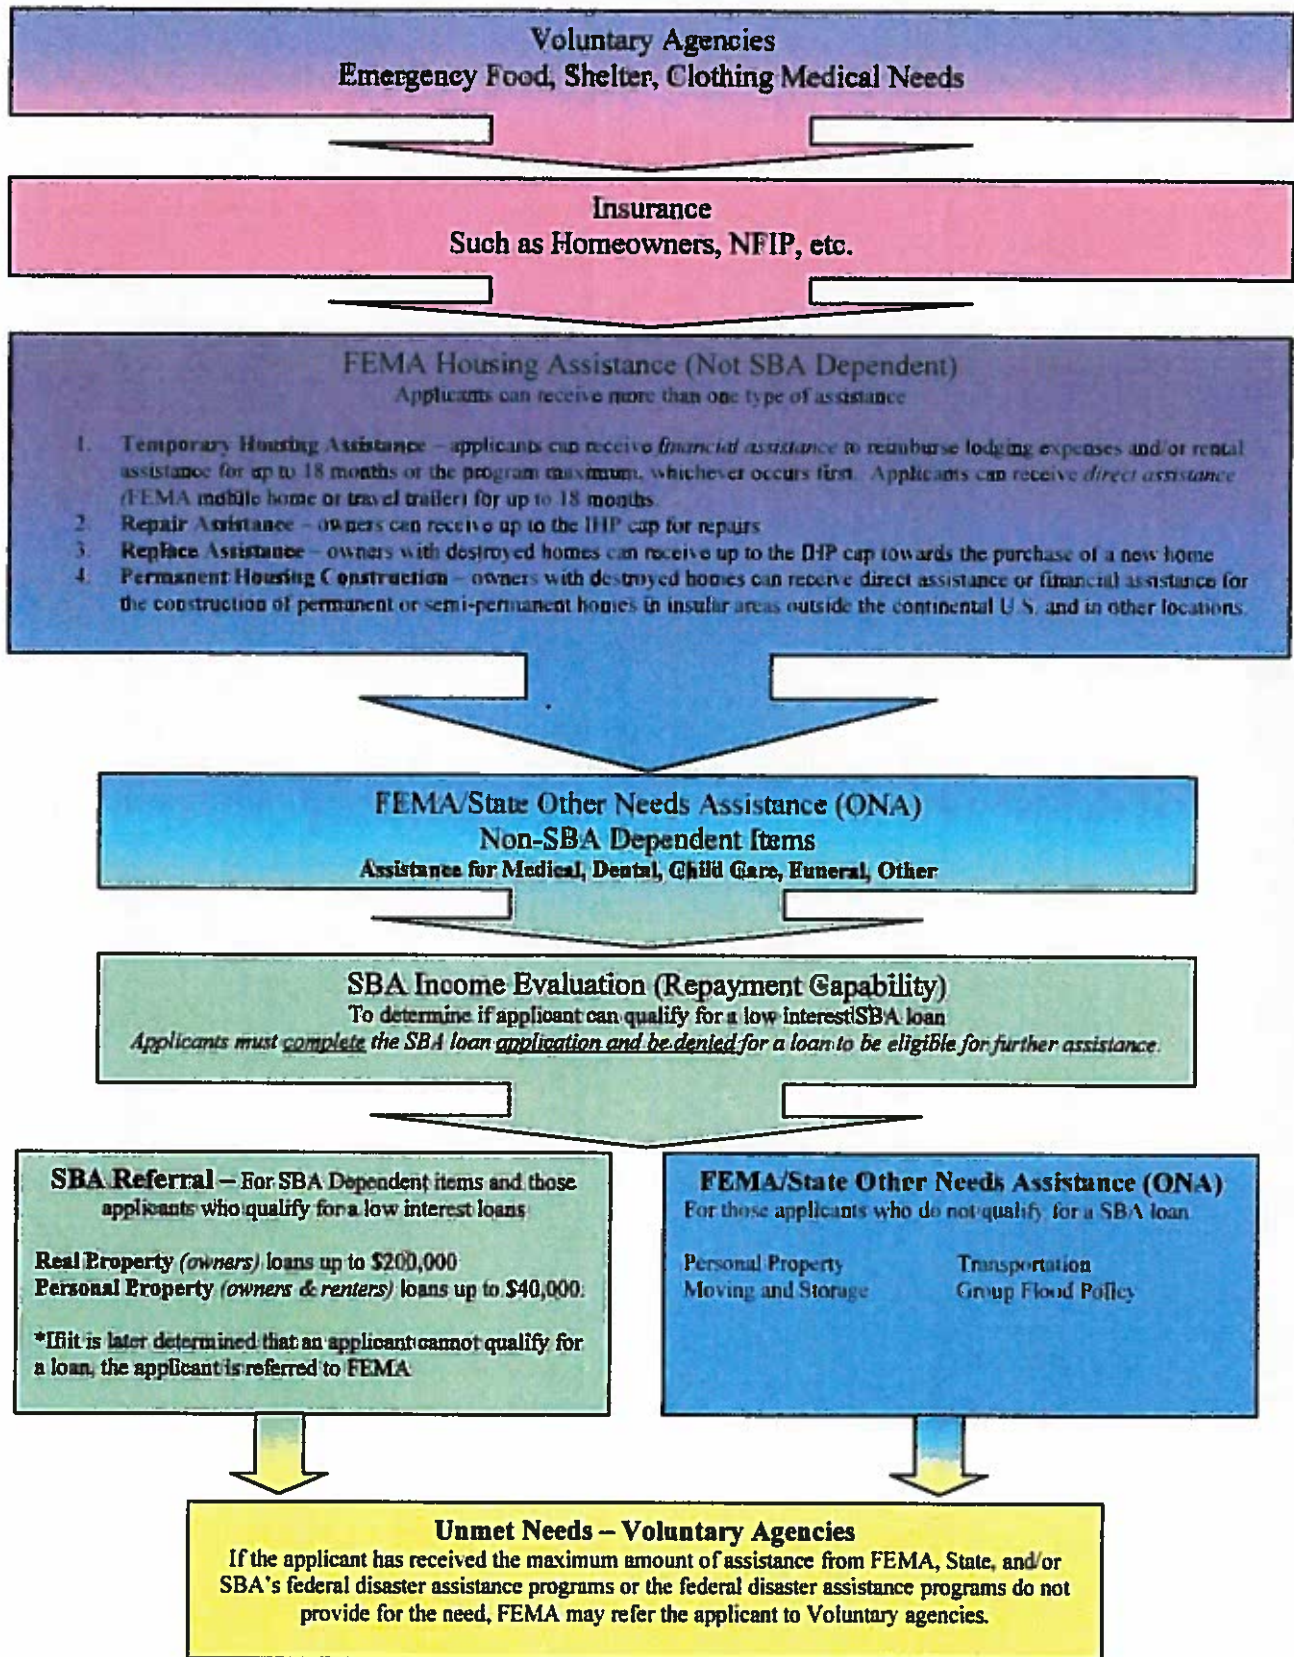 Voluntary Agencies
Emergency Food, Shelter, Clothing Medical Needs
Insurance
Such as Homeowners, NFIP, etc.
FEMA Housing Assistance (Not SBA Dependent)
Applicants can receive more than one type of assistance
1. Temporary Housing Assistance – applicants can receive financial assistance to reimburse lodging expenses and/or rental
assistance for up to 18 months or the program maximum, whichever occurs first. Applicants can receive direct assistance
(FEMA mobile home or travel trailer) for up to 18 months.
2. Repair Assistance – owners can receive up to the IHP cap for repairs
3. Replace Assistance – owners with destroyed homes can receive up to the IHP cap towards the purchase of a new home
4. Permanent Housing Construction – owners with destroyed homes can receive direct assistance or financial assistance for
the construction of permanent or semi-permanent homes in insular areas outside the continental U.S. and in other locations.
FEMA/State Other Needs Assistance (ONA)
Non-SBA Dependent Items
Assistance for Medical, Dental, Child Care, Funeral, Other
SBA Income Evaluation (Repayment Capability)
To determine if applicant can qualify for a low interest SBA loan
Applicants must complete the SBA loan application and be denied for a loan to be eligible for further assistance.
SBA Referral – For SBA Dependent items and those
applicants who qualify for a low interest loans
Real Property (owners) loans up to $200,000
Personal Property (owners & renters) loans up to $40,000.
*If it is later determined that an applicant cannot qualify for
a loan, the applicant is referred to FEMA
FEMA/State Other Needs Assistance (ONA)
For those applicants who do not qualify for a SBA loan
Personal Property Transportation
Moving and Storage Group Flood Policy
Unmet Needs – Voluntary Agencies
If the applicant has received the maximum amount of assistance from FEMA, State, and/or
SBA's federal disaster assistance programs or the federal disaster assistance programs do not
provide for the need, FEMA may refer the applicant to Voluntary agencies.